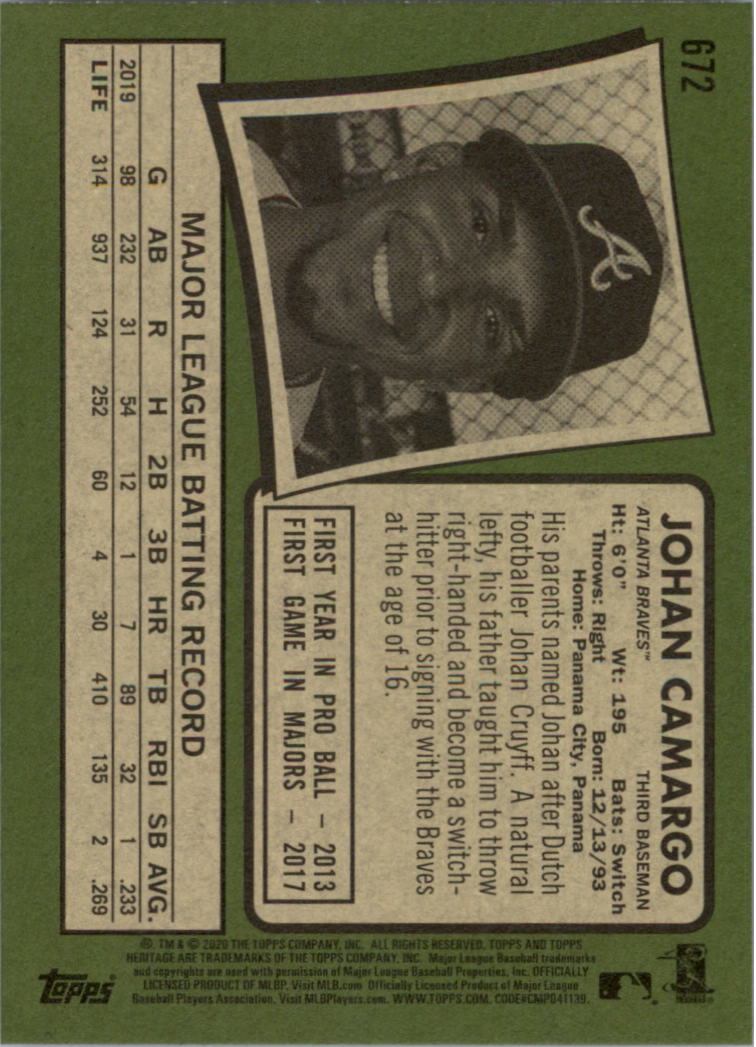 672
JOHAN CAMARGO
ATLANTA BRAVES™ THIRD BASEMAN
Ht: 6'0" Wt: 195 Bats: Switch
Throws: Right Born: 12/13/93
Home: Panama City, Panama
His parents named Johan after Dutch
footballer Johan Cruyff. A natural
lefty, his father taught him to throw
right-handed and become a switch-
hitter prior to signing with the Braves
at the age of 16.
FIRST YEAR IN PRO BALL – 2013
FIRST GAME IN MAJORS – 2017
A
MAJOR LEAGUE BATTING RECORD
G AB R H 2B 3B HR TB RBI SB AVG.
2019 98 232 31 54 12 1 7 89 32 1 .233
LIFE 314 937 124 252 60 4 30 410 135 2 .269
®, TM & © 2020 THE TOPPS COMPANY, INC. ALL RIGHTS RESERVED. TOPPS AND TOPPS
HERITAGE ARE TRADEMARKS OF THE TOPPS COMPANY, INC. Major League Baseball trademarks
and copyrights are used with permission of Major League Baseball Properties, Inc. OFFICIALLY
LICENSED PRODUCT OF MLBP. Visit MLB.com Officially Licensed Product of Major League
Baseball Players Association. Visit MLBPlayers.com. WWW.TOPPS.COM. CODE#CMP041139.
Topps®